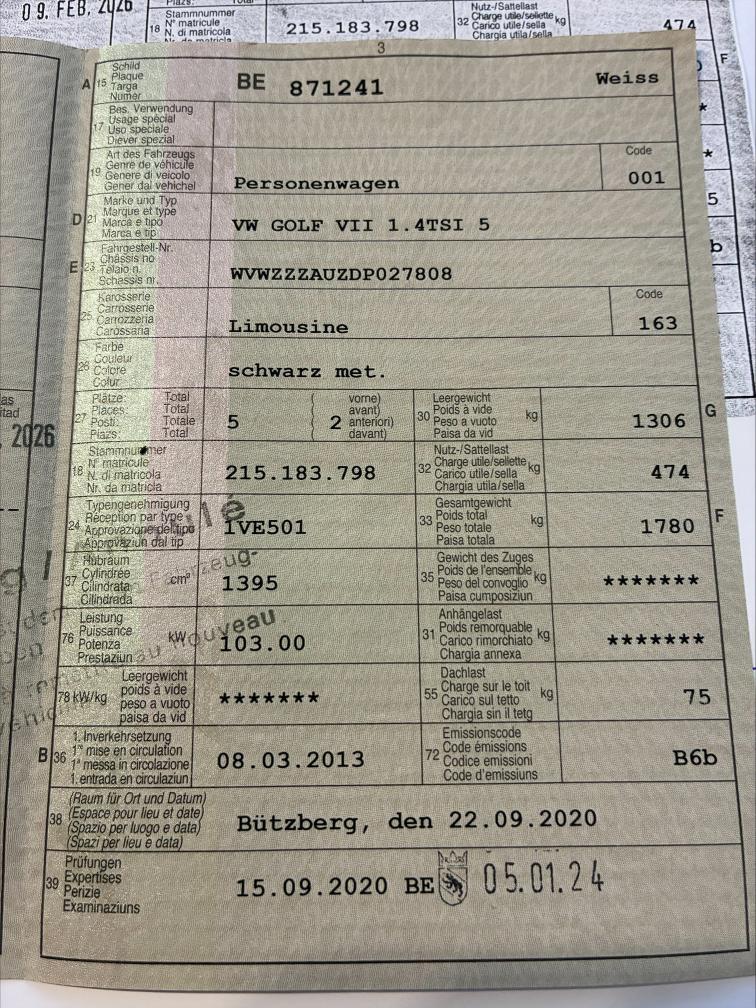 09. FEB. 2026
18
Stammnummer
N° matricule
N. di matricola
215.183.798
32
Nutz-/Sattellast
Charge utile/sellette kg
Carico utile/sella
Chargia utila/sella
474
3
A 15
Schild
Plaque
Targa
Numer
BE 871241 Weiss
17
Bes. Verwendung
Usage spécial
Uso speciale
Diever spezial
19
Art des Fahrzeugs
Genre de véhicule
Genere di veicolo
Gener dal vehichel
Personenwagen
Code
001
D 21
Marke und Typ
Marque et type
Marca e tipo
Marca e tip
VW GOLF VII 1.4TSI 5
E 23
Fahrgestell-Nr.
Châssis no
Telaio n.
Schassis nr.
WVWZZZAUZDP027808
25
Karosserie
Carrosserie
Carrozzeria
Carossaria
Limousine
Code
163
26
Farbe
Couleur
Colore
Colur
schwarz met.
27
Plätze: Total
Places: Total
Posti: Totale
Plazs: Total
5
2
vorne)
avant)
anteriori)
davant)
30
Leergewicht
Poids à vide
Peso a vuoto
Paisa da vid
kg
1306
G
18
Stammnummer
N° matricule
N. di matricola
Nr. da matricla
215.183.798
32
Nutz-/Sattellast
Charge utile/sellette kg
Carico utile/sella
Chargia utila/sella
474
24
Typengenehmigung
Réception par type
Approvazione del tipo
Approvaziun dal tip
1VE501
33
Gesamtgewicht
Poids total
Peso totale
Paisa totala
kg
1780
F
37
Hubraum
Cylindrée
Cilindrata
Cilindrada
cm³
1395
35
Gewicht des Zuges
Poids de l'ensemble
Peso del convoglio kg
Paisa cumposiziun
*******
76
Leistung
Puissance
Potenza
Prestaziun
kW
103.00
31
Anhängelast
Poids remorquable
Carico rimorchiato kg
Chargia annexa
*******
78 kW/kg
Leergewicht
poids à vide
peso a vuoto
paisa da vid
*******
55
Dachlast
Charge sur le toit kg
Carico sul tetto
Chargia sin il tetg
75
B 36
1. Inverkehrsetzung
1re mise en circulation
1a messa in circolazione
1. entrada en circulaziun
08.03.2013
72
Emissionscode
Code émissions
Codice emissioni
Code d'emissiuns
B6b
38
(Raum für Ort und Datum)
(Espace pour lieu et date)
(Spazio per luogo e data)
(Spazi per lieu e data)
Bützberg, den 22.09.2020
39
Prüfungen
Expertises
Perizie
Examinaziuns
15.09.2020 BE 05.01.24
2026
F
5
b